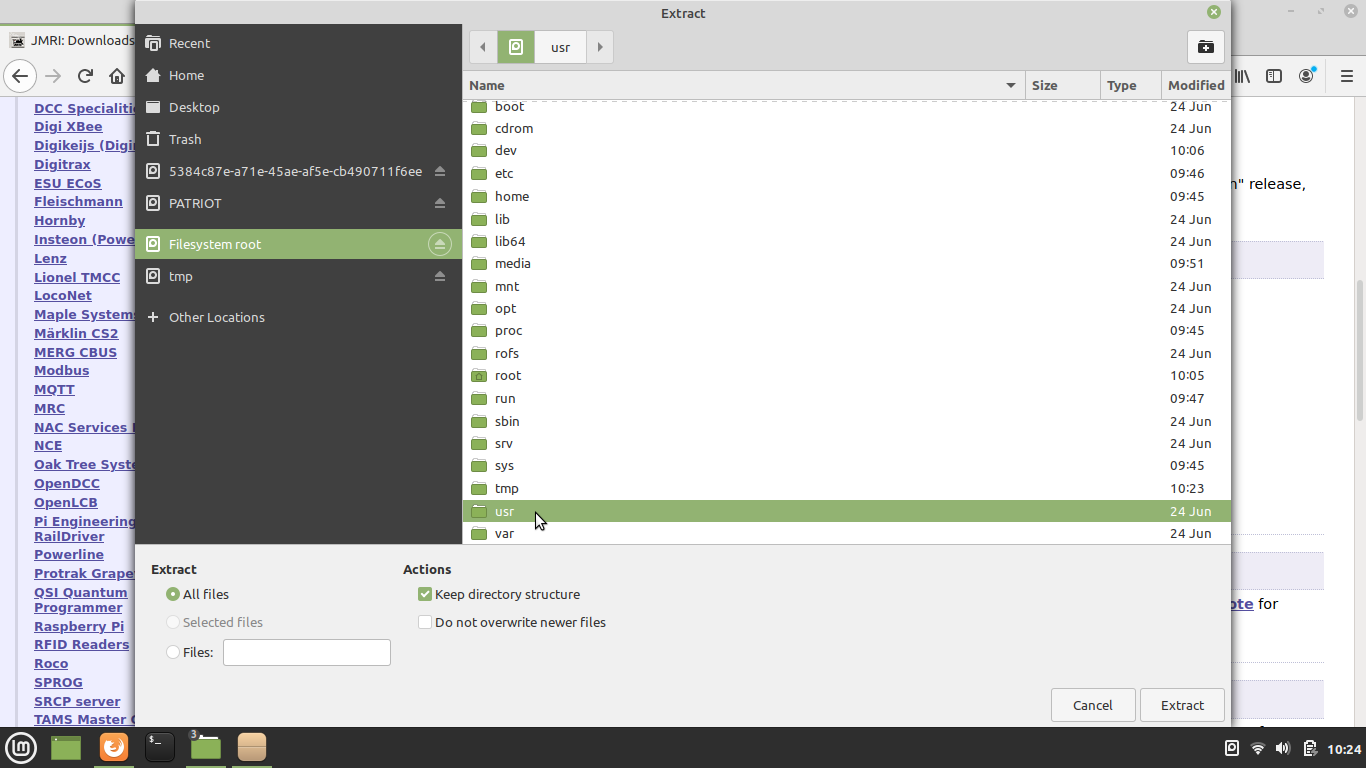 Extract
JMRI: Downloads
Recent
Home
Desktop
Trash
5384c87e-a71e-45ae-af5e-cb490711f6ee
PATRIOT
Filesystem root
tmp
Other Locations
usr
Name Size Type Modified
boot 24 Jun
cdrom 24 Jun
dev 10:06
etc 09:46
home 09:45
lib 24 Jun
lib64 24 Jun
media 09:51
mnt 24 Jun
opt 24 Jun
proc 09:45
rofs 24 Jun
root 10:05
run 09:47
sbin 24 Jun
srv 24 Jun
sys 09:45
tmp 10:23
usr 24 Jun
var 24 Jun
Extract
All files
Selected files
Files:
Actions
Keep directory structure
Do not overwrite newer files
Cancel Extract
DCC Specialiti
Digi XBee
Digikeijs (Digi
Digitrax
ESU ECoS
Fleischmann
Hornby
Insteon (Powe
Lenz
Lionel TMCC
LocoNet
Maple Systems
Märklin CS2
MERG CBUS
Modbus
MQTT
MRC
NAC Services
NCE
Oak Tree Syste
OpenDCC
OpenLCB
Pi Engineering
RailDriver
Powerline
Protrak Grape
QSI Quantum
Programmer
Raspberry Pi
RFID Readers
Roco
SPROG
SRCP server
TAMS Master
n" release,
ote for
$_
3
10:24